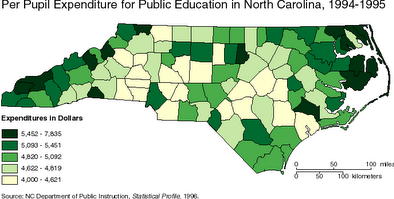 Per Pupil Expenditure for Public Education in North Carolina, 1994-1995
Expenditures in Dollars
5,452 - 7,835
5,093 - 5,451
4,820 - 5,092
4,622 - 4,819
4,000 - 4,621
0 50 100 miles
0 50 100 kilometers
Source: NC Department of Public Instruction, Statistical Profile, 1996.